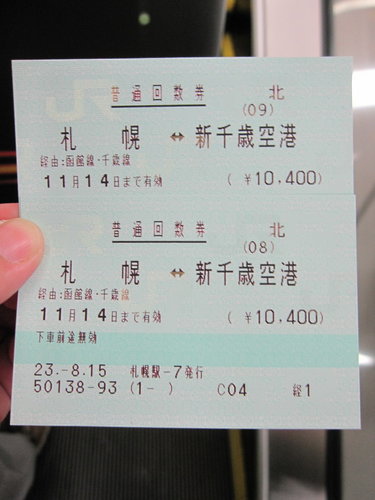 普通回数券 北
(09)
札幌 ↔ 新千歳空港
経由:函館線・千歳線
11月14日まで有効 ( ¥10,400)
普通回数券 北
(08)
札幌 ↔ 新千歳空港
経由:函館線・千歳線
11月14日まで有効 ( ¥10,400)
下車前途無効
23.-8.15 札幌駅-7発行
50138-93 (1- ) C04 経1